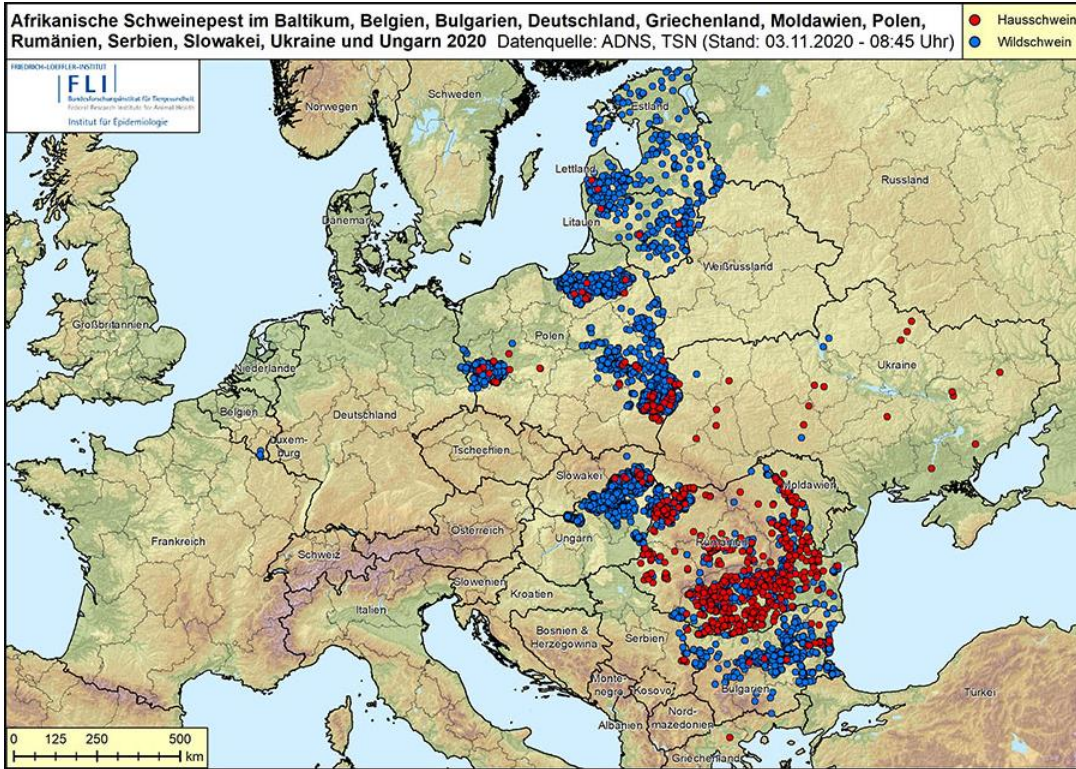 Afrikanische Schweinepest im Baltikum, Belgien, Bulgarien, Deutschland, Griechenland, Moldawien, Polen,
Rumänien, Serbien, Slowakei, Ukraine und Ungarn 2020 Datenquelle: ADNS, TSN (Stand: 03.11.2020 - 08:45 Uhr)
Hausschwein
Wildschwein
FRIEDRICH-LOEFFLER-INSTITUT
FLI
Bundesforschungsinstitut für Tiergesundheit
Federal Research Institute for Animal Health
Institut für Epidemiologie
Norwegen
Schweden
Estland
Russland
Lettland
Dänemark
Litauen
Weißrussland
Großbritannien
Polen
Niederlande
Ukraine
Belgien
Deutschland
Luxem-
burg
Tschechien
Slowakei
Moldawien
Frankreich
Österreich
Ungarn
Rumänien
Schweiz
Slowenien
Kroatien
Italien
Bosnien &
Herzegowina
Serbien
Monte-
negro
Kosovo
Bulgarien
Türkei
Nord-
mazedonien
Albanien
Griechenland
0 125 250 500
km